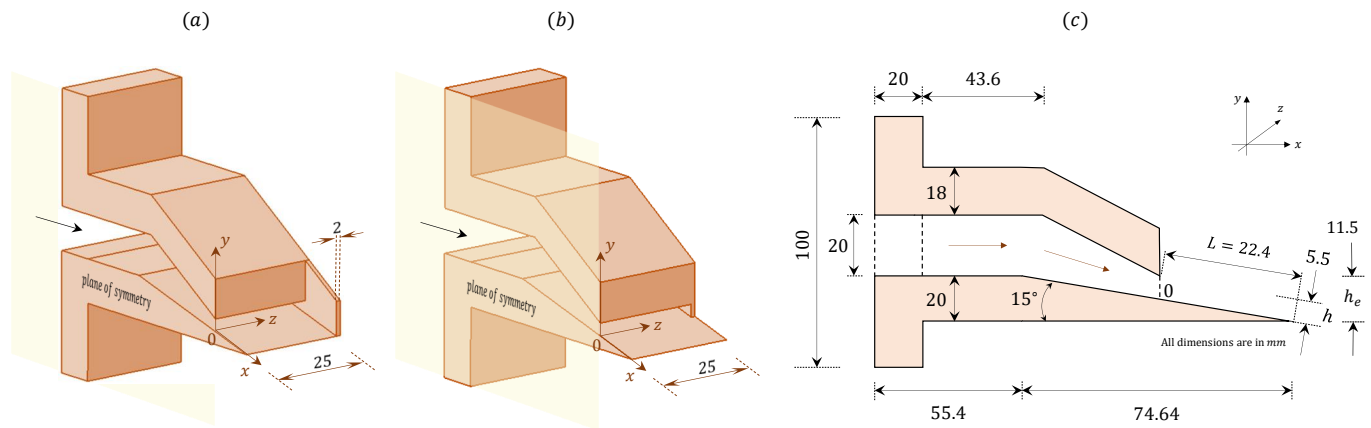 (a)
(b)
(c)
plane of symmetry
y
z
0
x
2
25
plane of symmetry
y
z
0
x
25
20
43.6
y
z
x
100
20
18
20
15°
0
L = 22.4
11.5
5.5
hₑ
h
All dimensions are in mm
55.4
74.64